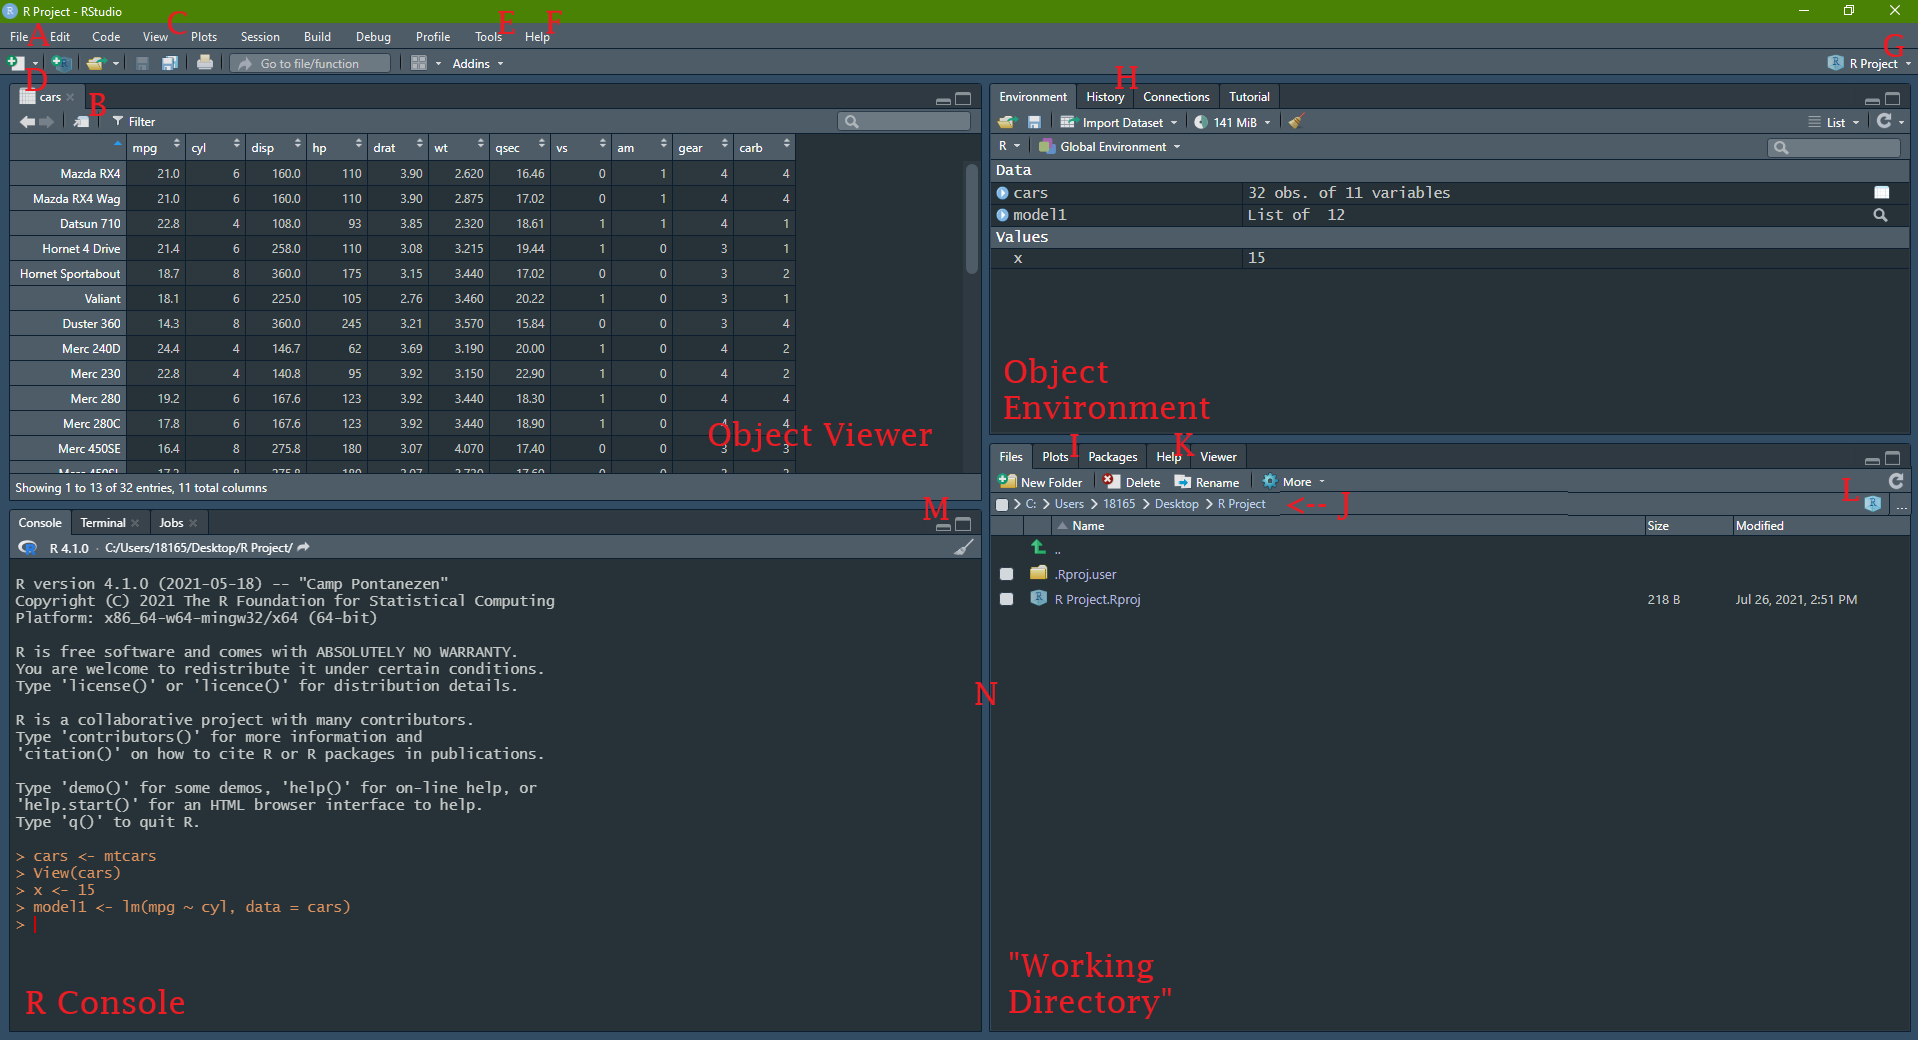 R Project - RStudio
C E F
File A Edit Code View Plots Session Build Debug Profile Tools Help
G
Go to file/function Addins R Project
D B H
cars
Filter
mpg cyl disp hp drat wt qsec vs am gear carb
Mazda RX4 21.0 6 160.0 110 3.90 2.620 16.46 0 1 4 4
Mazda RX4 Wag 21.0 6 160.0 110 3.90 2.875 17.02 0 1 4 4
Datsun 710 22.8 4 108.0 93 3.85 2.320 18.61 1 1 4 1
Hornet 4 Drive 21.4 6 258.0 110 3.08 3.215 19.44 1 0 3 1
Hornet Sportabout 18.7 8 360.0 175 3.15 3.440 17.02 0 0 3 2
Valiant 18.1 6 225.0 105 2.76 3.460 20.22 1 0 3 1
Duster 360 14.3 8 360.0 245 3.21 3.570 15.84 0 0 3 4
Merc 240D 24.4 4 146.7 62 3.69 3.190 20.00 1 0 4 2
Merc 230 22.8 4 140.8 95 3.92 3.150 22.90 1 0 4 2
Merc 280 19.2 6 167.6 123 3.92 3.440 18.30 1 0 4 4
Merc 280C 17.8 6 167.6 123 3.92 3.440 18.90 1 0 4 4
Object Viewer
Merc 450SE 16.4 8 275.8 180 3.07 4.070 17.40 0 0 3 3
Showing 1 to 13 of 32 entries, 11 total columns
Environment History Connections Tutorial
Import Dataset 141 MiB List
R Global Environment
Data
cars 32 obs. of 11 variables
model1 List of 12
Values
x 15
Object
Environment
I K
Files Plots Packages Help Viewer
New Folder Delete Rename More
L
C: > Users > 18165 > Desktop > R Project <-- J ...
Name Size Modified
..
.Rproj.user
R Project.Rproj 218 B Jul 26, 2021, 2:51 PM
N
"Working
Directory"
M
Console Terminal Jobs
R 4.1.0 · C:/Users/18165/Desktop/R Project/
R version 4.1.0 (2021-05-18) -- "Camp Pontanezen"
Copyright (C) 2021 The R Foundation for Statistical Computing
Platform: x86_64-w64-mingw32/x64 (64-bit)
R is free software and comes with ABSOLUTELY NO WARRANTY.
You are welcome to redistribute it under certain conditions.
Type 'license()' or 'licence()' for distribution details.
R is a collaborative project with many contributors.
Type 'contributors()' for more information and
'citation()' on how to cite R or R packages in publications.
Type 'demo()' for some demos, 'help()' for on-line help, or
'help.start()' for an HTML browser interface to help.
Type 'q()' to quit R.
> cars <- mtcars
> View(cars)
> x <- 15
> model1 <- lm(mpg ~ cyl, data = cars)
>
R Console